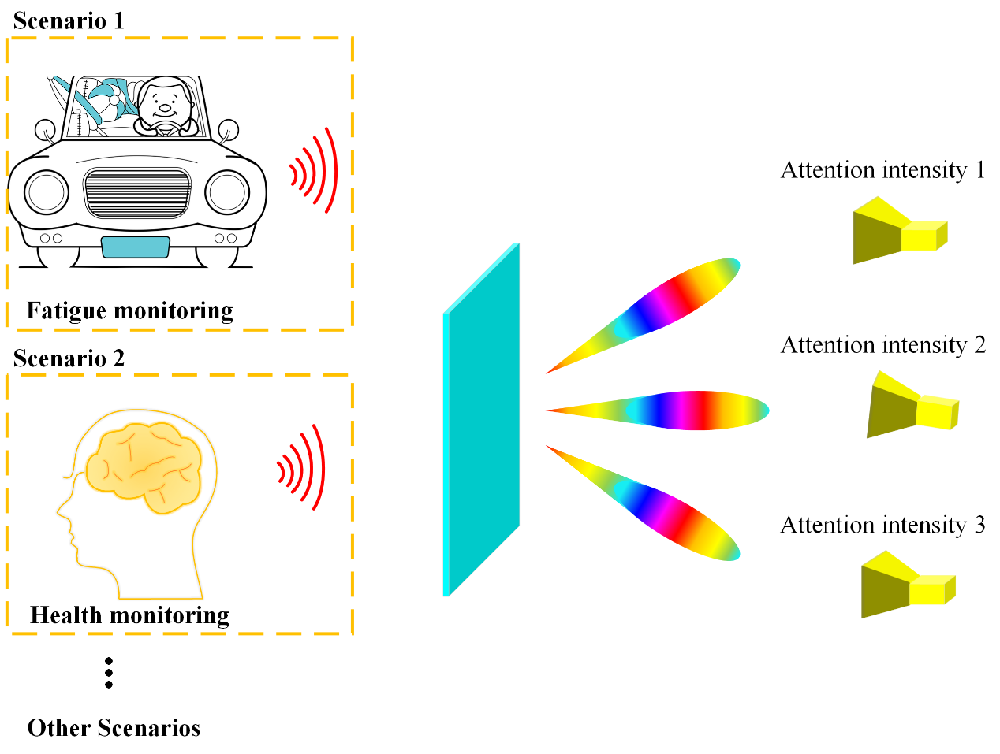 Scenario 1
Fatigue monitoring
Scenario 2
Health monitoring
Other Scenarios
Attention intensity 1
Attention intensity 2
Attention intensity 3